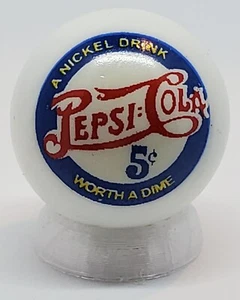 A NICKEL DRINK
PEPSI:COLA
5¢
WORTH A DIME